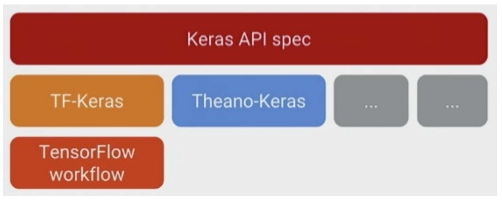 Keras API spec
TF-Keras
Theano-Keras
...
...
TensorFlow
workflow